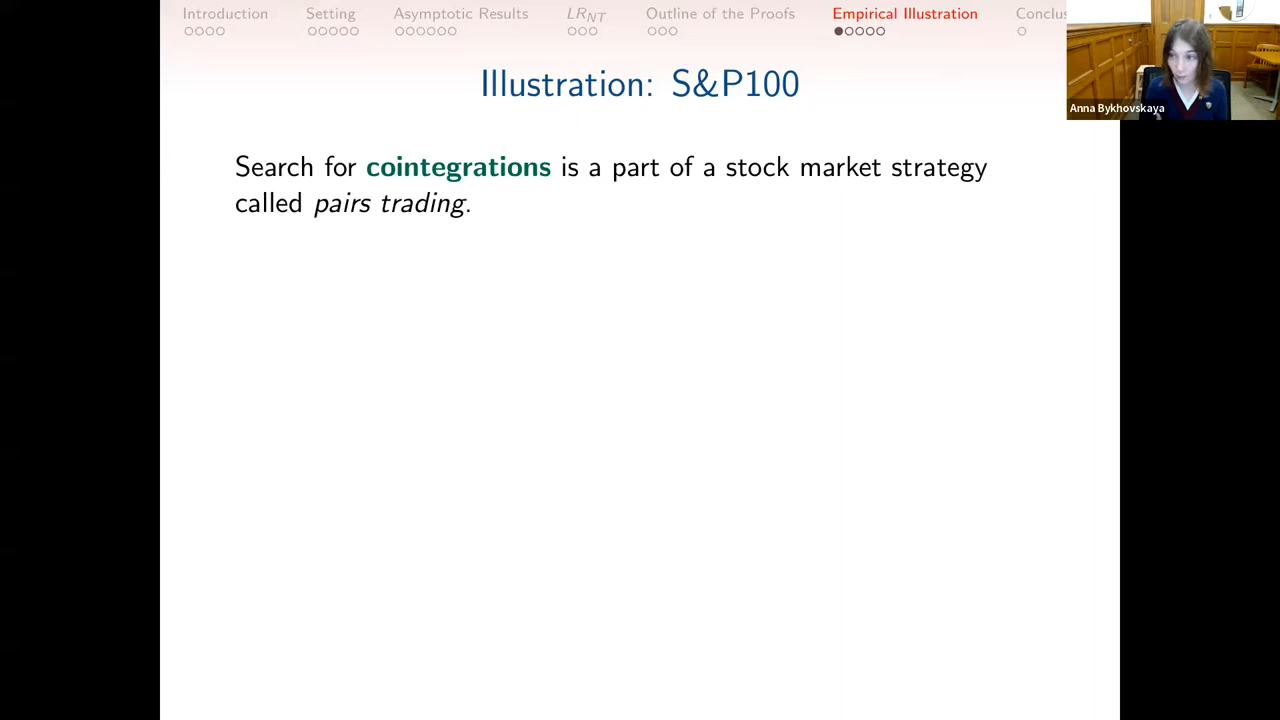 Introduction Setting Asymptotic Results LR_NT Outline of the Proofs Empirical Illustration Conclus
Illustration: S&P100
Anna Bykhovskaya
Search for cointegrations is a part of a stock market strategy
called pairs trading.